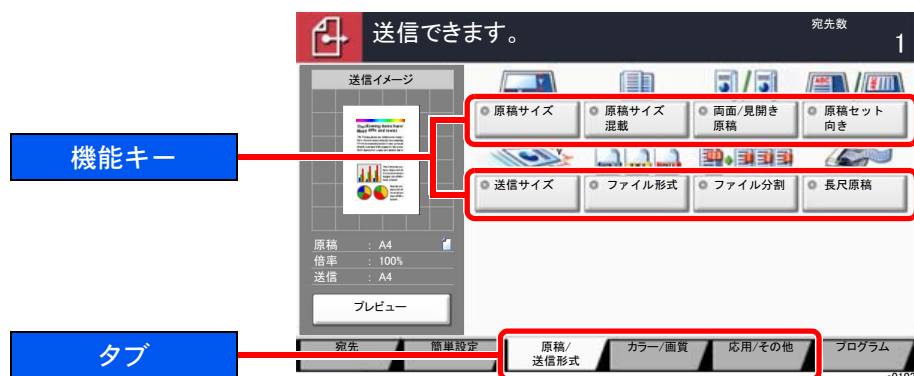 送信できます。
宛先数
1
送信イメージ
原稿サイズ
原稿サイズ
混載
両面/見開き
原稿
原稿セット
向き
機能キー
送信サイズ
ファイル形式
ファイル分割
長尺原稿
原稿 : A4
倍率 : 100%
送信 : A4
プレビュー
タブ
宛先
簡単設定
原稿/
送信形式
カラー/画質
応用/その他
プログラム